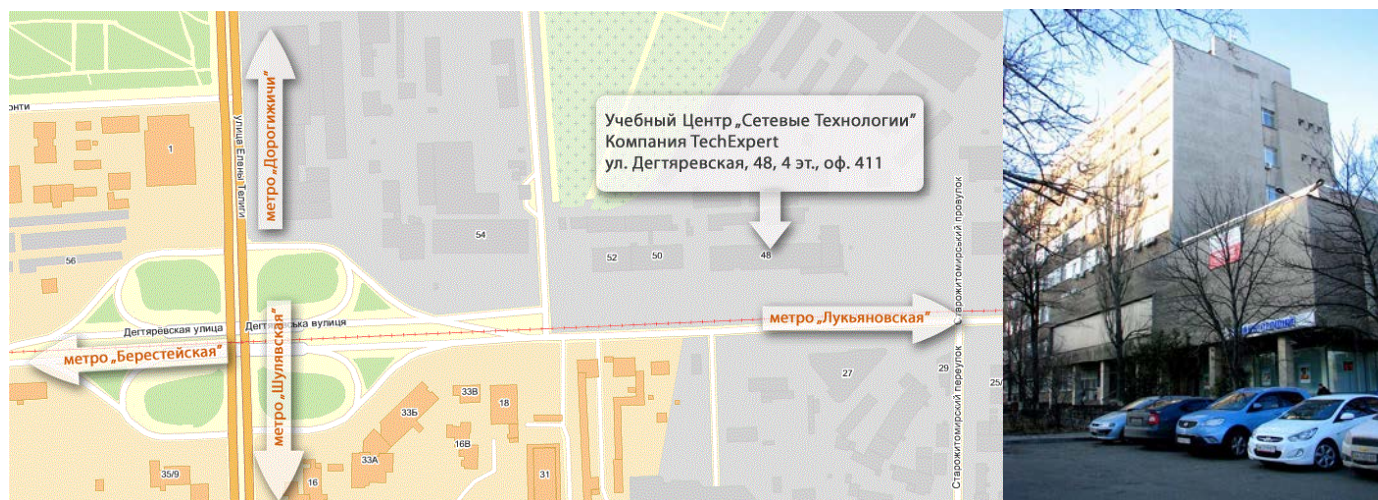 онти
1
улица Елены Телиги
метро „Дорогижичи”
Учебный Центр „Сетевые Технологии”
Компания TechExpert
ул. Дегтяревская, 48, 4 эт., оф. 411
54
56
52
50
48
Старожитомирський провулок
Дегтярёвская улица
вулиця
метро „Лукьяновская”
метро „Берестейская”
метро „Шулявская”
Старожитомирский переулок
27
29
25/
33Б
33В
18
16В
33А
35/9
16
31